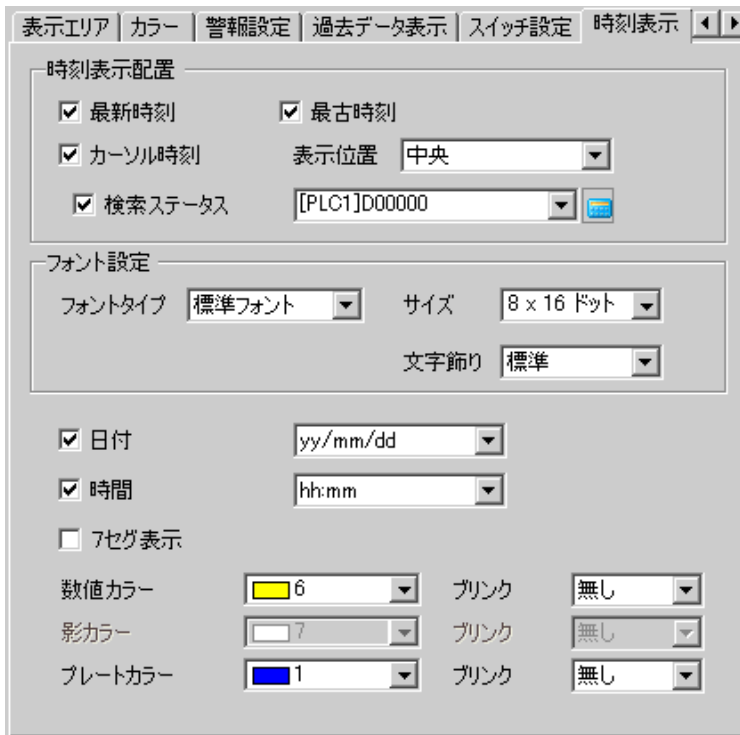 表示エリア カラー 警報設定 過去データ表示 スイッチ設定 時刻表示
時刻表示配置
最新時刻 最古時刻
カーソル時刻 表示位置 中央
検索ステータス [PLC1]D00000
フォント設定
フォントタイプ 標準フォント サイズ 8 x 16 ドット
文字飾り 標準
日付 yy/mm/dd
時間 hh:mm
7セグ表示
数値カラー 6 ブリンク 無し
影カラー 7 ブリンク 無し
プレートカラー 1 ブリンク 無し